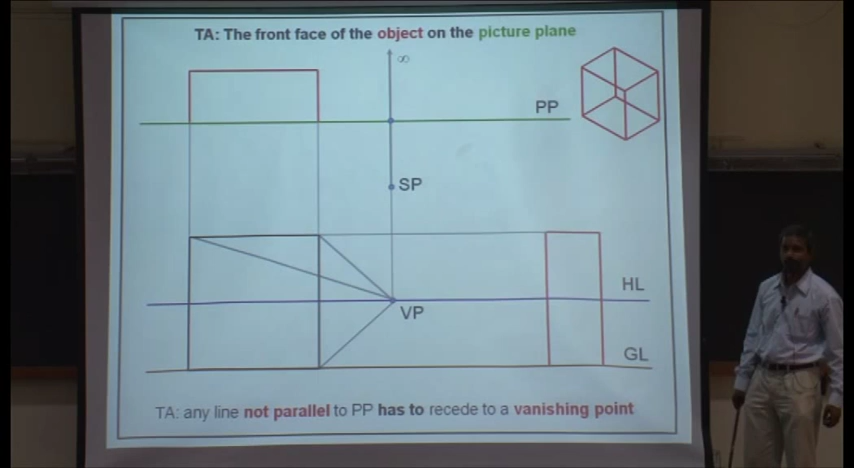 TA: The front face of the object on the picture plane
∞
PP
SP
HL
VP
GL
TA: any line not parallel to PP has to recede to a vanishing point